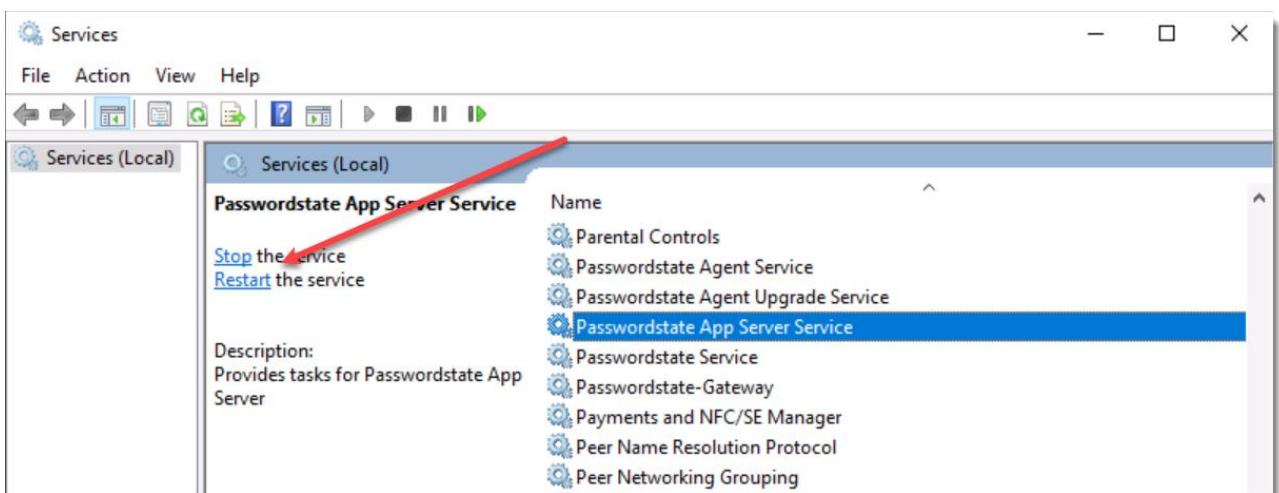 Services
File Action View Help
Services (Local)
Services (Local)
Passwordstate App Server Service
Stop the service
Restart the service
Description:
Provides tasks for Passwordstate App
Server
Name
Parental Controls
Passwordstate Agent Service
Passwordstate Agent Upgrade Service
Passwordstate App Server Service
Passwordstate Service
Passwordstate-Gateway
Payments and NFC/SE Manager
Peer Name Resolution Protocol
Peer Networking Grouping